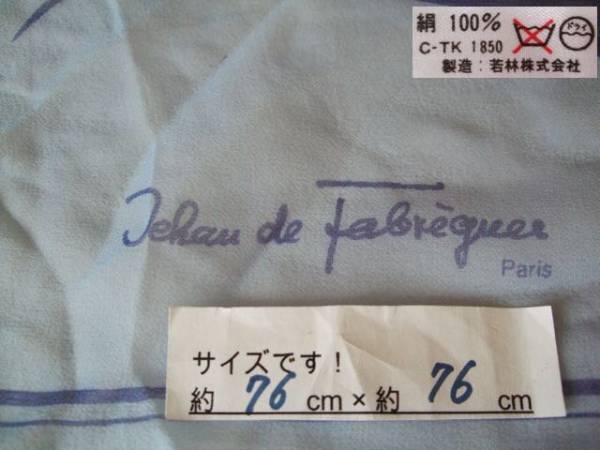 絹 100%
C-TK 1850
ドライ
製造：若林株式会社
Jehan de Fabrègues
Paris
サイズです！
約 76 cm × 約 76 cm